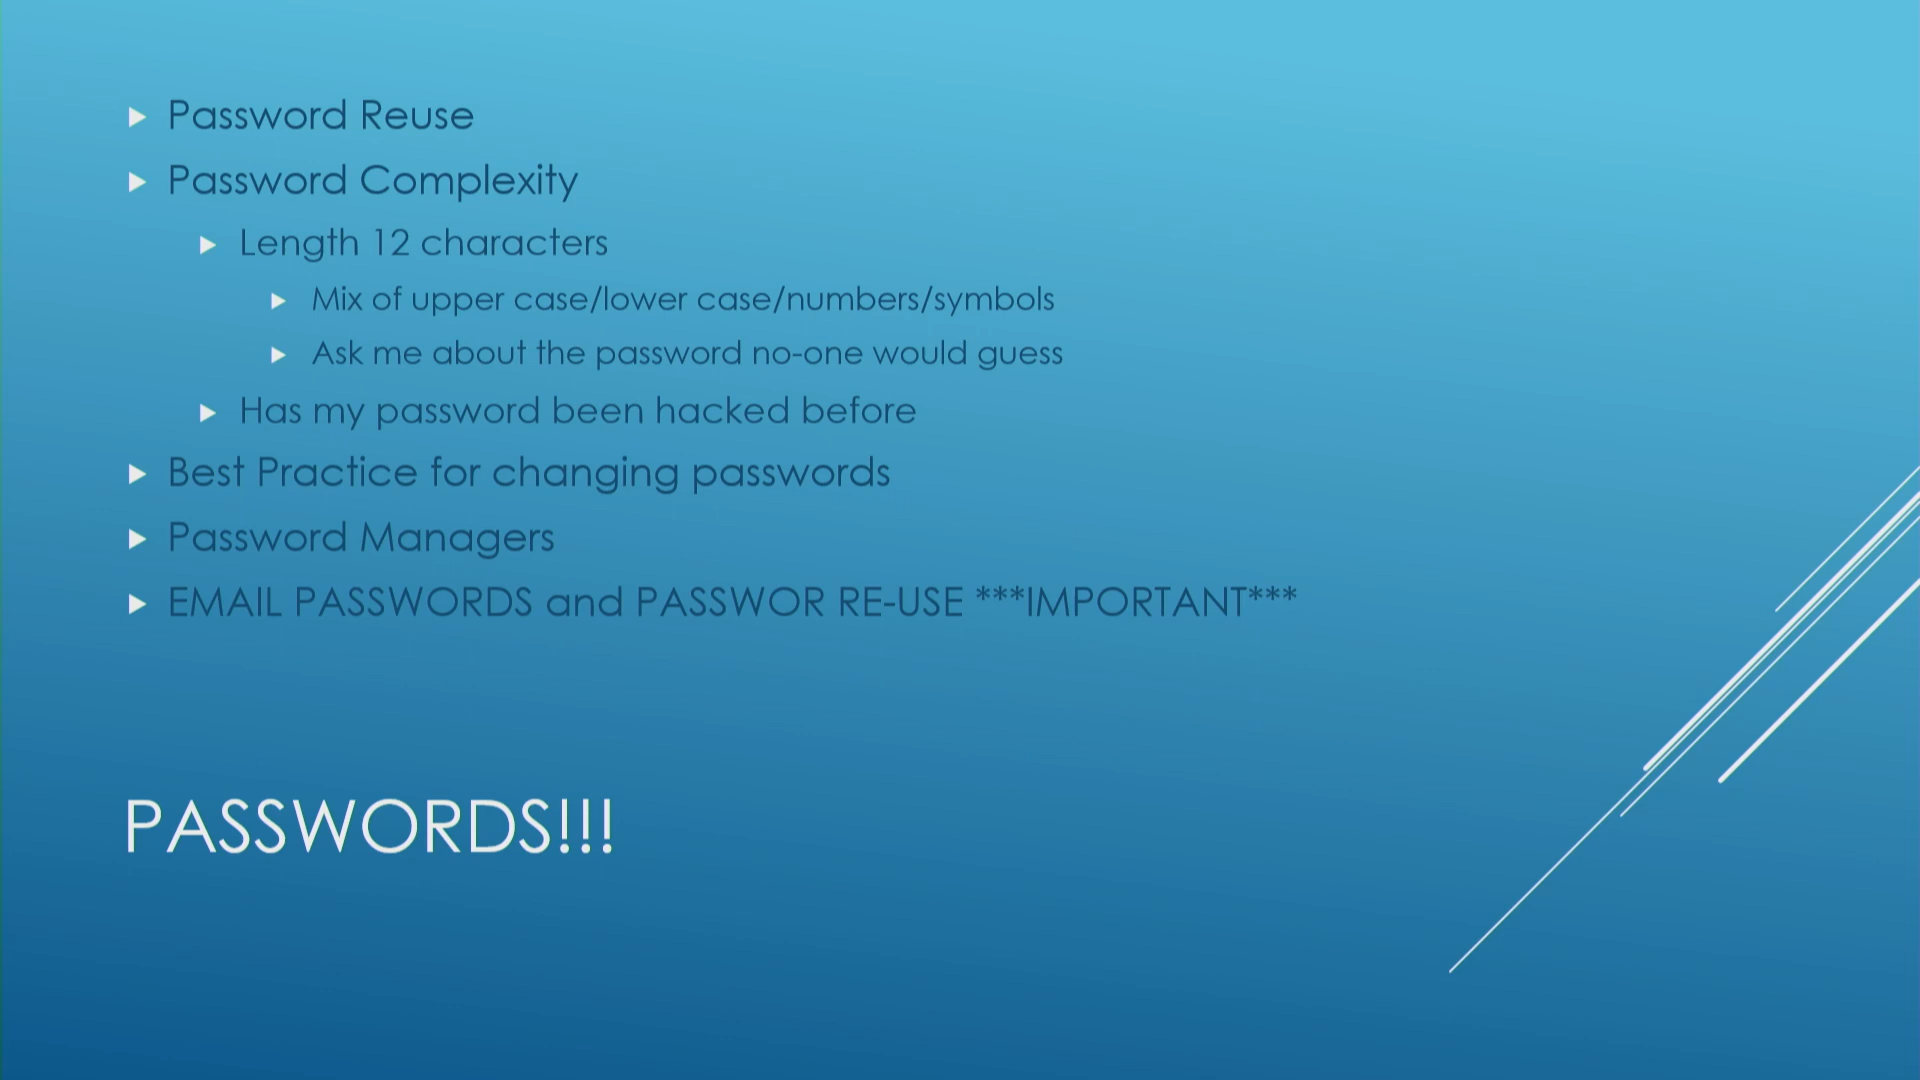 Password Reuse
Password Complexity
Length 12 characters
Mix of upper case/lower case/numbers/symbols
Ask me about the password no-one would guess
Has my password been hacked before
Best Practice for changing passwords
Password Managers
EMAIL PASSWORDS and PASSWOR RE-USE ***IMPORTANT***
PASSWORDS!!!